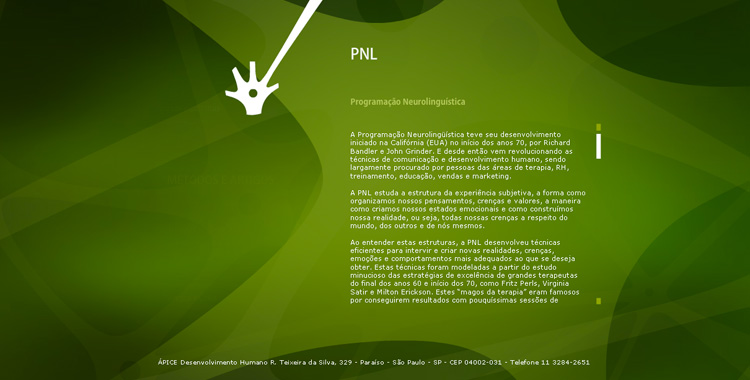 PNL
Programação Neurolinguística
A Programação Neurolingüística teve seu desenvolvimento
iniciado na Califórnia (EUA) no início dos anos 70, por Richard
Bandler e John Grinder. E desde então vem revolucionando as
técnicas de comunicação e desenvolvimento humano, sendo
largamente procurado por pessoas das áreas de terapia, RH,
treinamento, educação, vendas e marketing.
A PNL estuda a estrutura da experiência subjetiva, a forma como
organizamos nossos pensamentos, crenças e valores, a maneira
como criamos nossos estados emocionais e como construímos
nossa realidade, ou seja, todas nossas crenças a respeito do
mundo, dos outros e de nós mesmos.
Ao entender estas estruturas, a PNL desenvolveu técnicas
eficientes para intervir e criar novas realidades, crenças,
emoções e comportamentos mais adequados ao que se deseja
obter. Estas técnicas foram modeladas a partir do estudo
minucioso das estratégias de excelência de grandes terapeutas
do final dos anos 60 e início dos 70, como Fritz Perls, Virginia
Satir e Milton Erickson. Estes "magos da terapia" eram famosos
por conseguirem resultados com pouquíssimas sessões de
ÁPICE Desenvolvimento Humano R. Teixeira da Silva, 329 - Paraíso - São Paulo - SP - CEP 04002-031 - Telefone 11 3284-2651